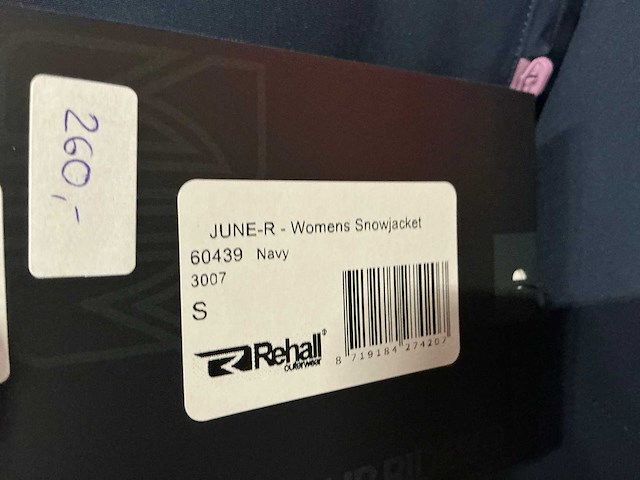 260,-
JUNE-R - Womens Snowjacket
60439 Navy
3007
S
Rehall®
outerwear
8 719184 274207